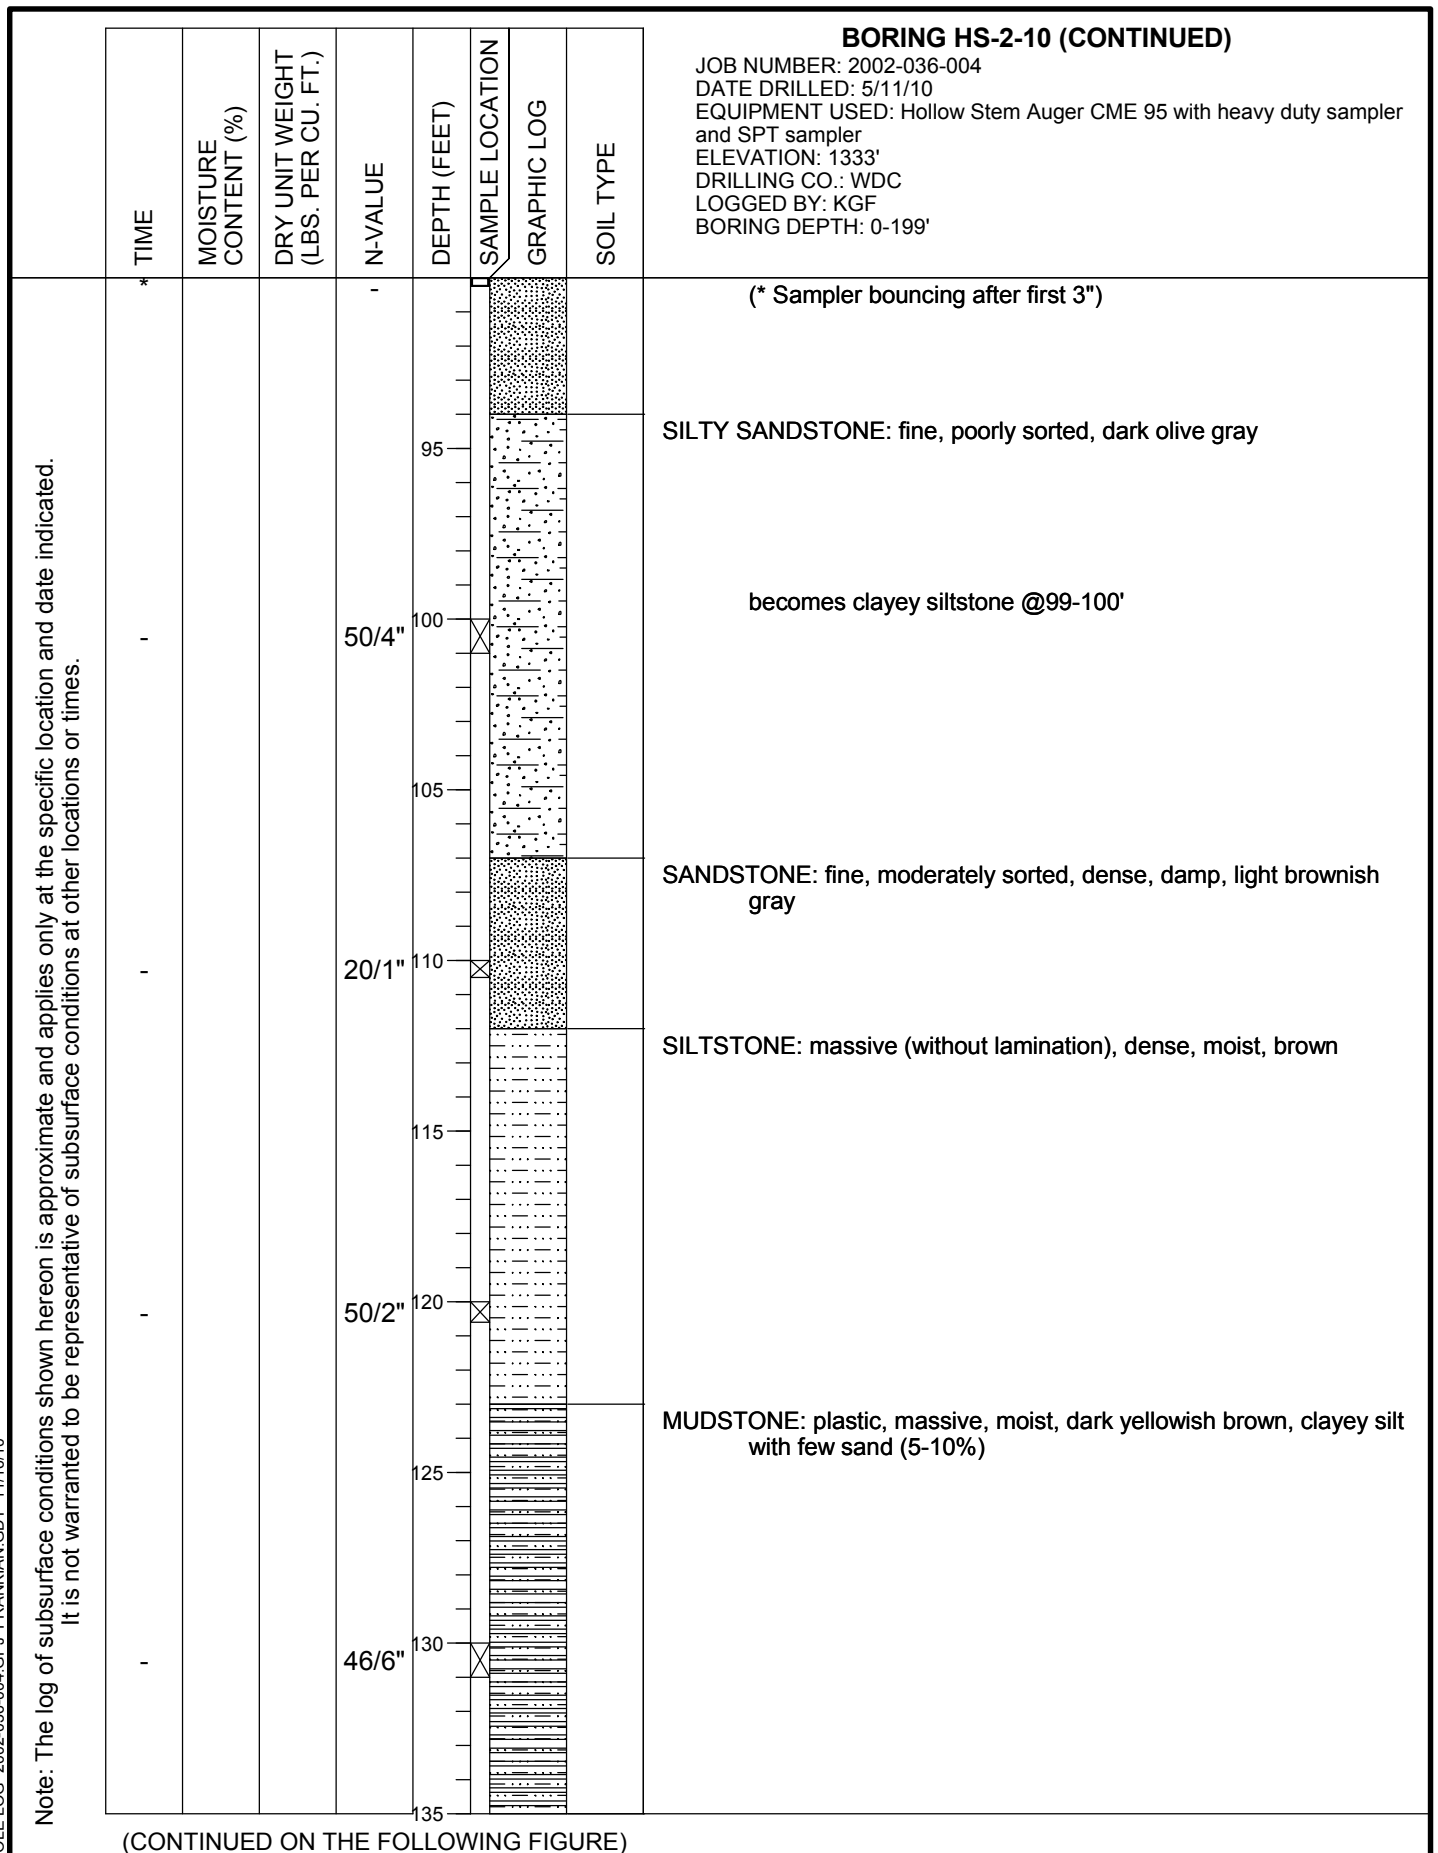 BORING HS-2-10 (CONTINUED)
JOB NUMBER: 2002-036-004
DATE DRILLED: 5/11/10
EQUIPMENT USED: Hollow Stem Auger CME 95 with heavy duty sampler
and SPT sampler
ELEVATION: 1333'
DRILLING CO.: WDC
LOGGED BY: KGF
BORING DEPTH: 0-199'
TIME
MOISTURE
CONTENT (%)
DRY UNIT WEIGHT
(LBS. PER CU. FT.)
N-VALUE
DEPTH (FEET)
SAMPLE LOCATION
GRAPHIC LOG
SOIL TYPE
* -
(* Sampler bouncing after first 3")
SILTY SANDSTONE: fine, poorly sorted, dark olive gray
95
becomes clayey siltstone @99-100'
100
- 50/4"
105
SANDSTONE: fine, moderately sorted, dense, damp, light brownish
gray
- 20/1" 110
SILTSTONE: massive (without lamination), dense, moist, brown
115
- 50/2" 120
MUDSTONE: plastic, massive, moist, dark yellowish brown, clayey silt
with few sand (5-10%)
125
130
- 46/6"
135
(CONTINUED ON THE FOLLOWING FIGURE)
Note: The log of subsurface conditions shown hereon is approximate and applies only at the specific location and date indicated.
It is not warranted to be representative of subsurface conditions at other locations or times.